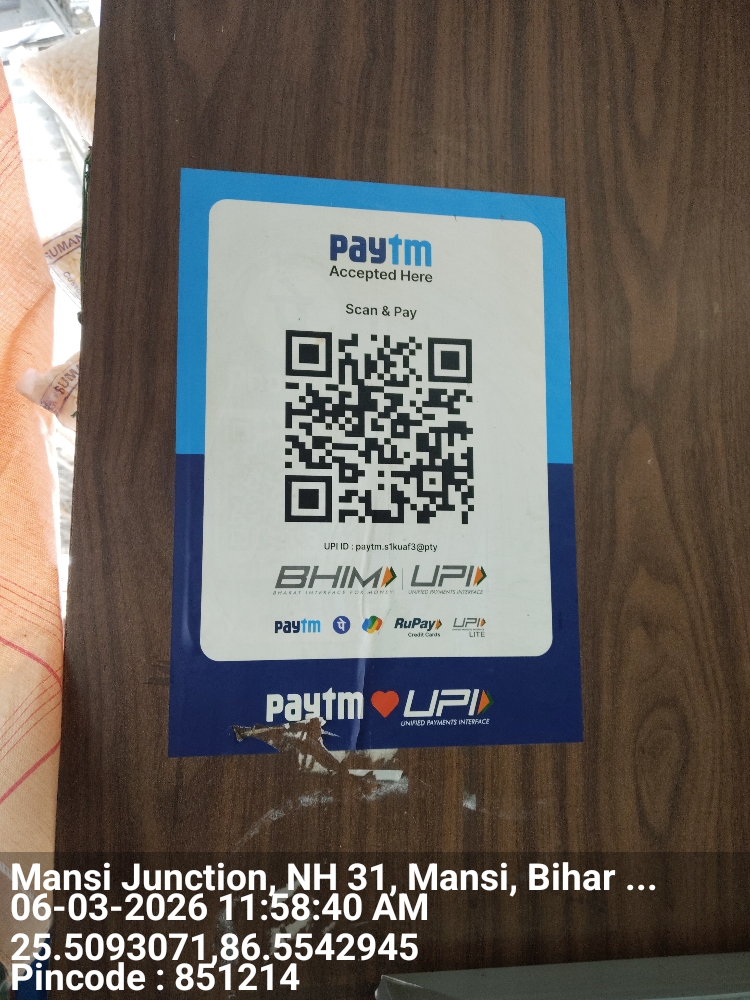 paytm
Accepted Here
Scan & Pay
UPI ID : paytm.s1kuaf3@pty
BHIM UPI
BHARAT INTERFACE FOR MONEY UNIFIED PAYMENTS INTERFACE
paytm पे RuPay UPI
Credit Cards LITE
paytm UPI
UNIFIED PAYMENTS INTERFACE
SUMAN
SUMA
Mansi Junction, NH 31, Mansi, Bihar ...
06-03-2026 11:58:40 AM
25.5093071,86.5542945
Pincode : 851214